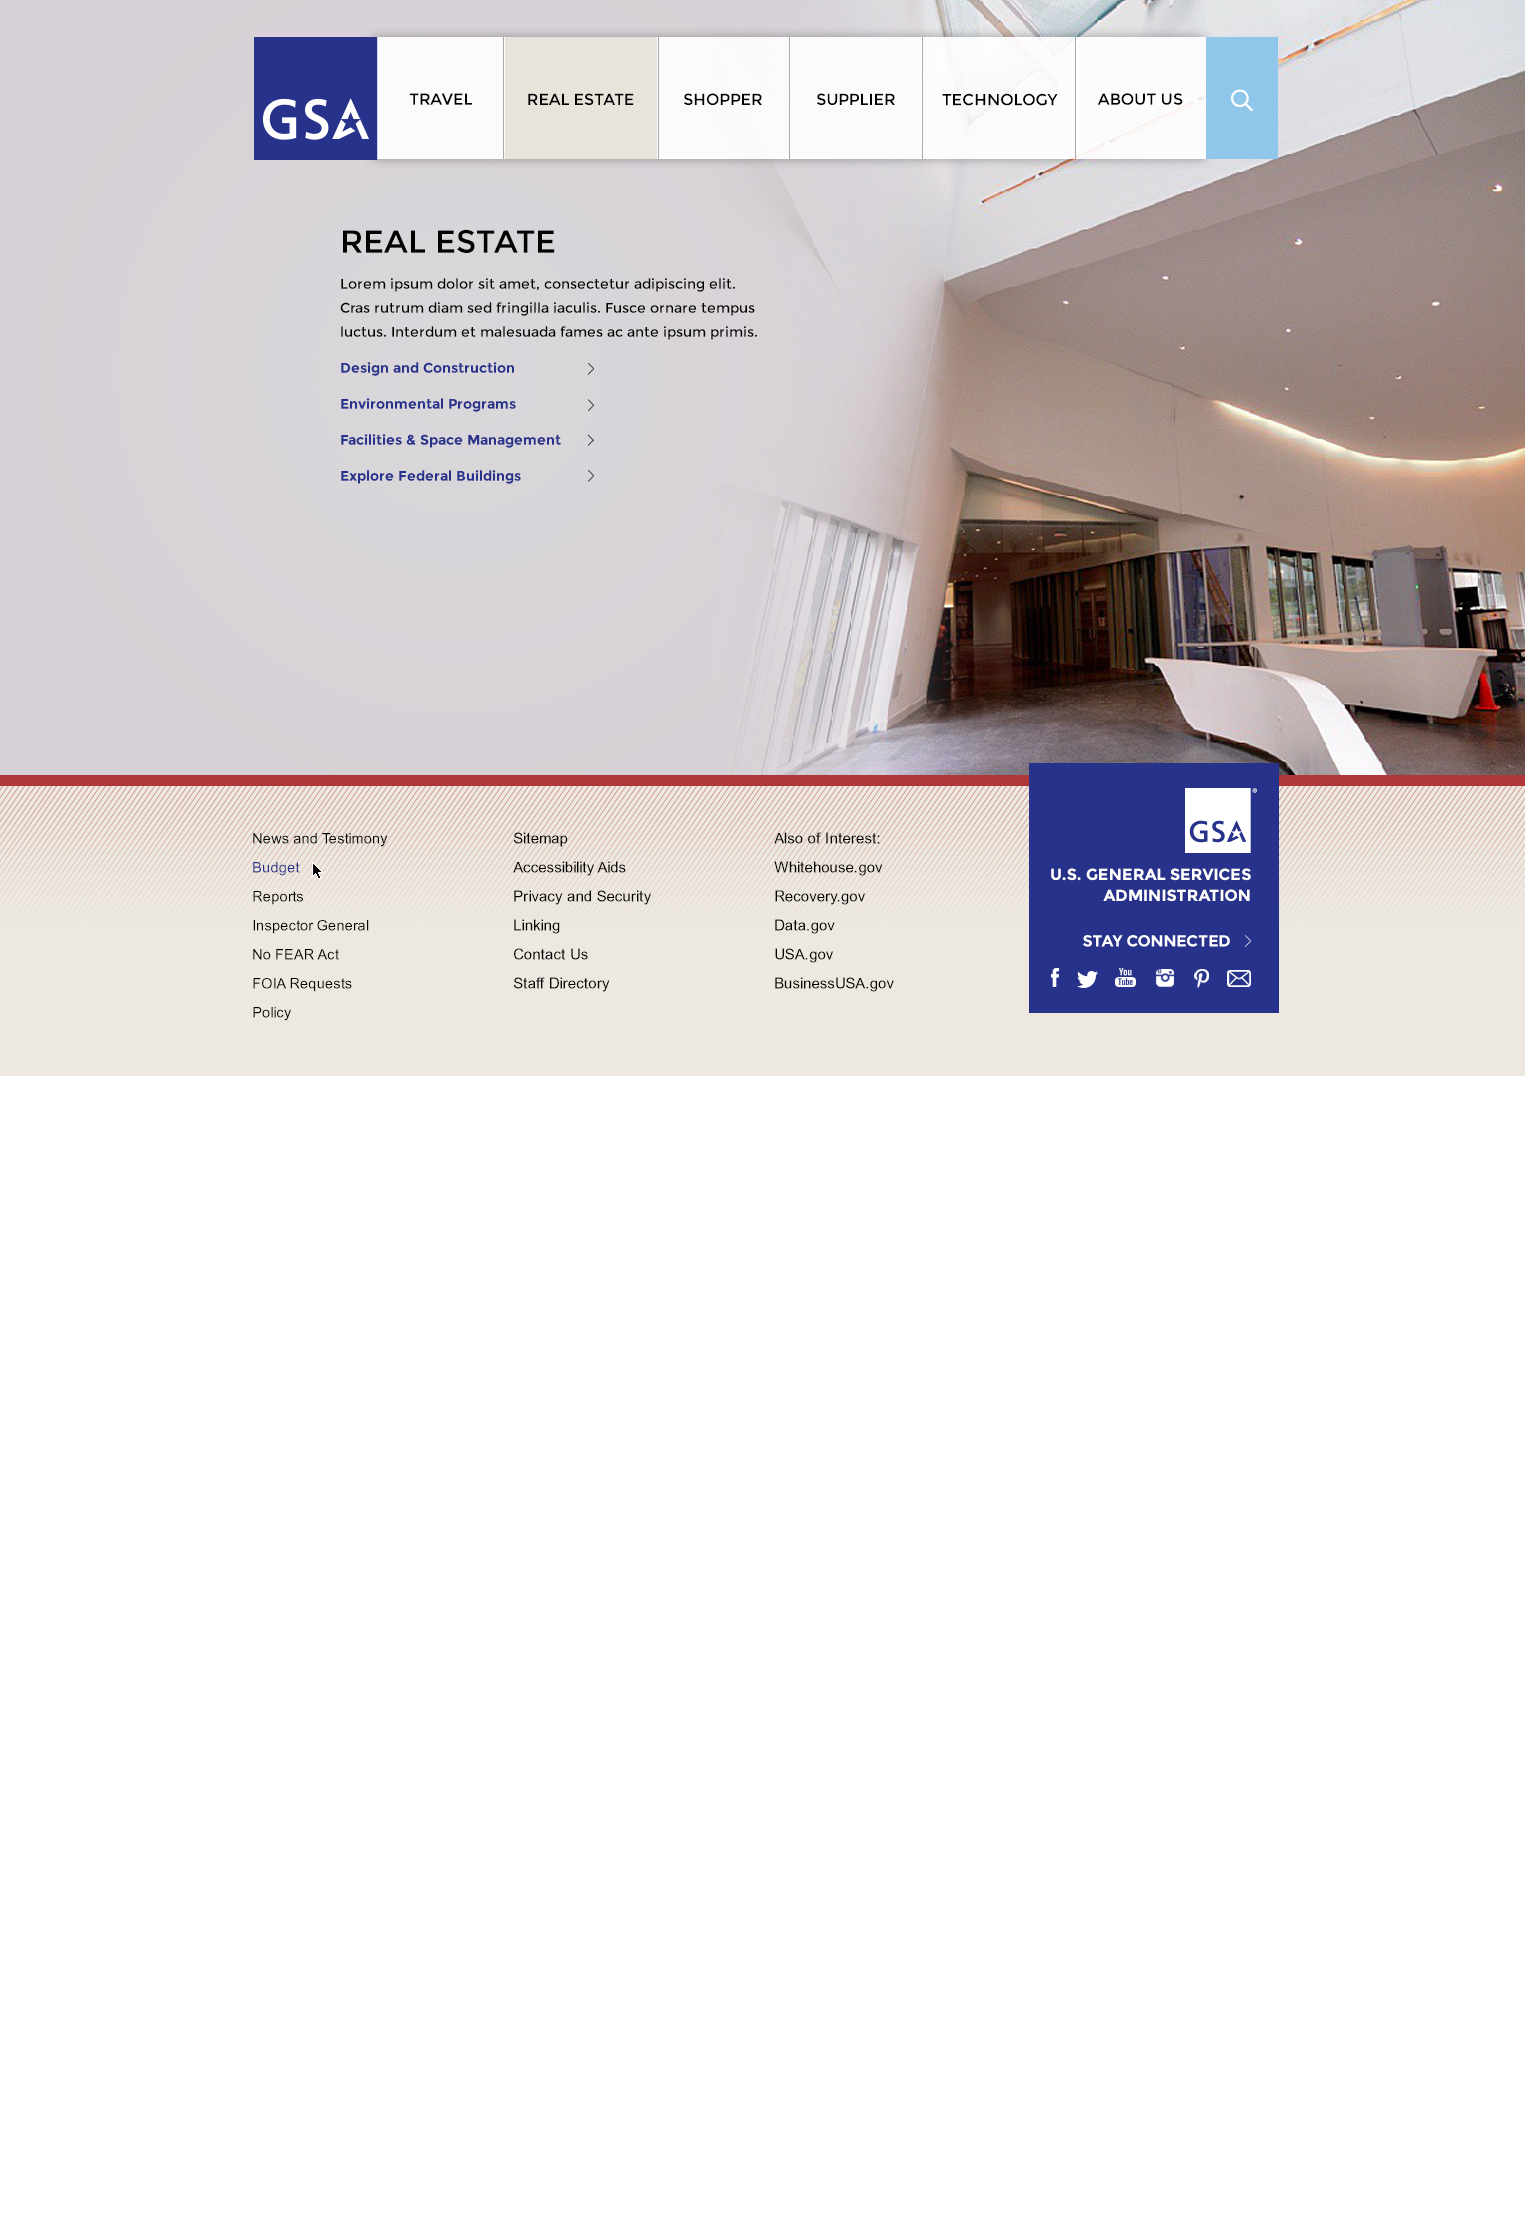 GSA
TRAVEL
REAL ESTATE
SHOPPER
SUPPLIER
TECHNOLOGY
ABOUT US
REAL ESTATE
Lorem ipsum dolor sit amet, consectetur adipiscing elit.
Cras rutrum diam sed fringilla iaculis. Fusce ornare tempus
luctus. Interdum et malesuada fames ac ante ipsum primis.
Design and Construction
Environmental Programs
Facilities & Space Management
Explore Federal Buildings
News and Testimony
Budget
Reports
Inspector General
No FEAR Act
FOIA Requests
Policy
Sitemap
Accessibility Aids
Privacy and Security
Linking
Contact Us
Staff Directory
Also of Interest:
Whitehouse.gov
Recovery.gov
Data.gov
USA.gov
BusinessUSA.gov
GSA®
U.S. GENERAL SERVICES
ADMINISTRATION
STAY CONNECTED
You
Tube